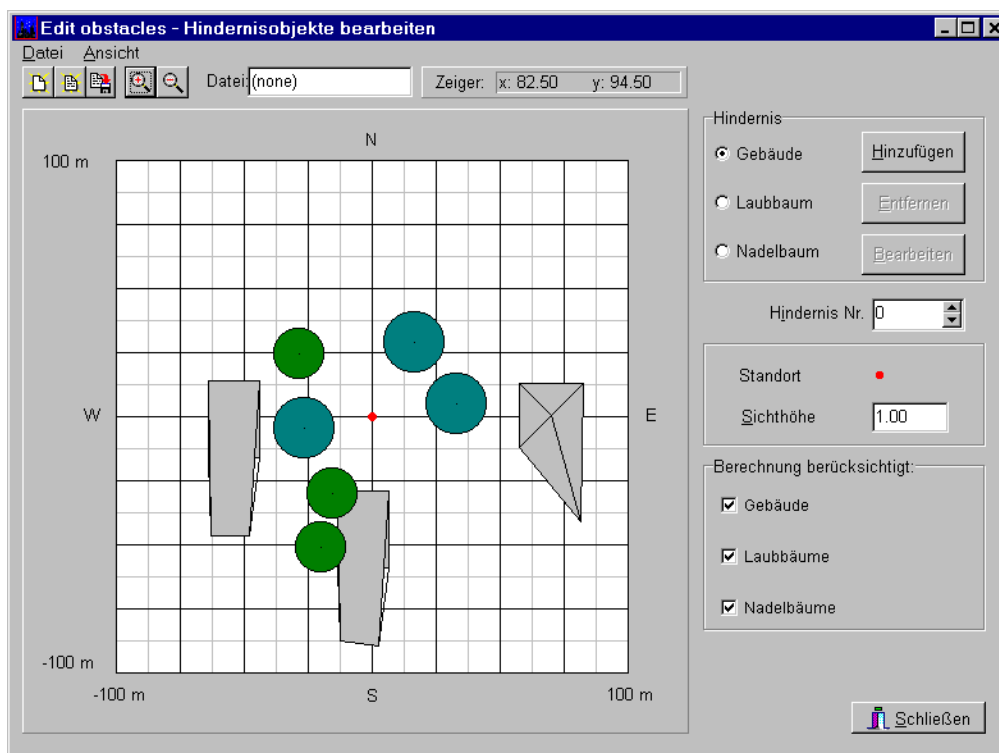 Edit obstacles - Hindernisobjekte bearbeiten
Datei Ansicht
Datei: (none)
Zeiger: x: 82.50 y: 94.50
N
100 m
W
E
-100 m
-100 m
S
100 m
Hindernis
Gebäude
Hinzufügen
Laubbaum
Entfernen
Nadelbaum
Bearbeiten
Hindernis Nr. 0
Standort
Sichthöhe 1.00
Berechnung berücksichtigt:
Gebäude
Laubbäume
Nadelbäume
Schließen